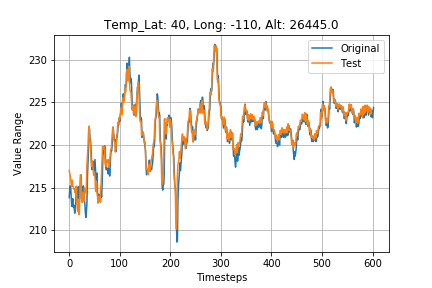 Temp_Lat: 40, Long: -110, Alt: 26445.0
Original
Test
Value Range
230
225
220
215
210
0 100 200 300 400 500 600
Timesteps